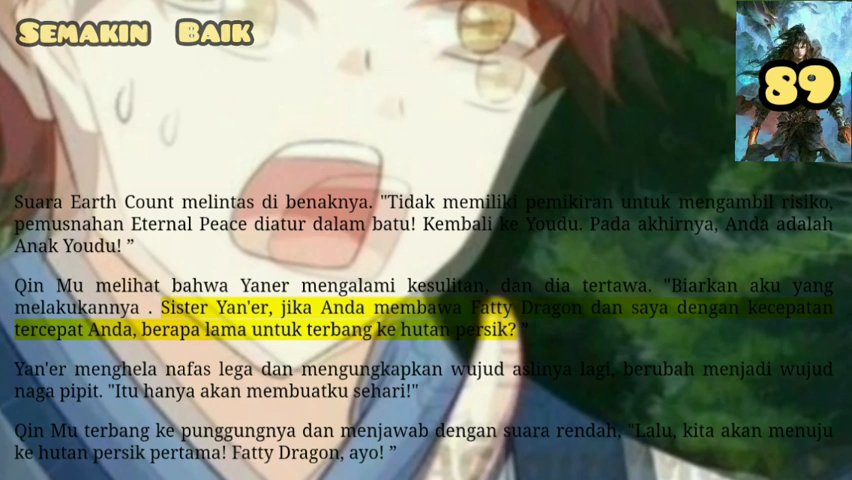 Semakin Baik
89
Suara Earth Count melintas di benaknya. "Tidak memiliki pemikiran untuk mengambil risiko,
pemusnahan Eternal Peace diatur dalam batu! Kembali ke Youdu. Pada akhirnya, Anda adalah
Anak Youdu! ”
Qin Mu melihat bahwa Yaner mengalami kesulitan, dan dia tertawa. "Biarkan aku yang
melakukannya . Sister Yan'er, jika Anda membawa Fatty Dragon dan saya dengan kecepatan
tercepat Anda, berapa lama untuk terbang ke hutan persik? ”
Yan'er menghela nafas lega dan mengungkapkan wujud aslinya lagi, berubah menjadi wujud
naga pipit. "Itu hanya akan membuatku sehari!"
Qin Mu terbang ke punggungnya dan menjawab dengan suara rendah, "Lalu, kita akan menuju
ke hutan persik pertama! Fatty Dragon, ayo! ”